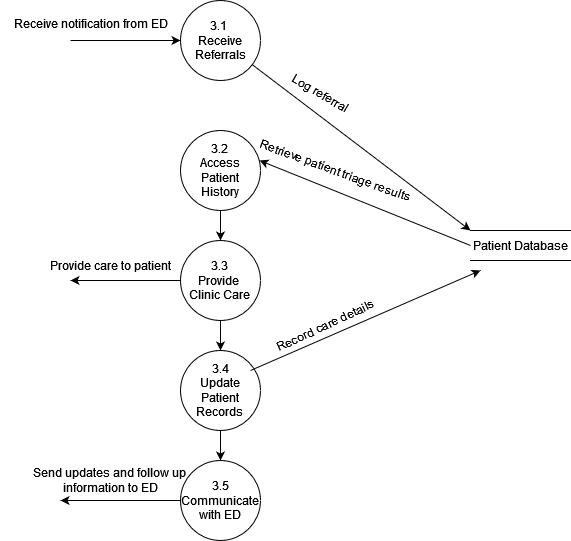 Receive notification from ED
3.1
Receive
Referrals
Log referral
3.2
Access
Patient
History
Retrieve patient triage results
Patient Database
3.3
Provide
Clinic Care
Provide care to patient
Record care details
3.4
Update
Patient
Records
Send updates and follow up
information to ED
3.5
Communicate
with ED